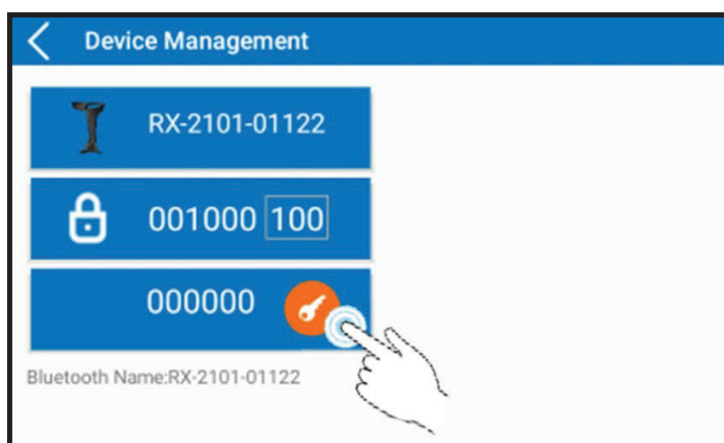 Device Management
RX-2101-01122
001000 100
000000
Bluetooth Name:RX-2101-01122